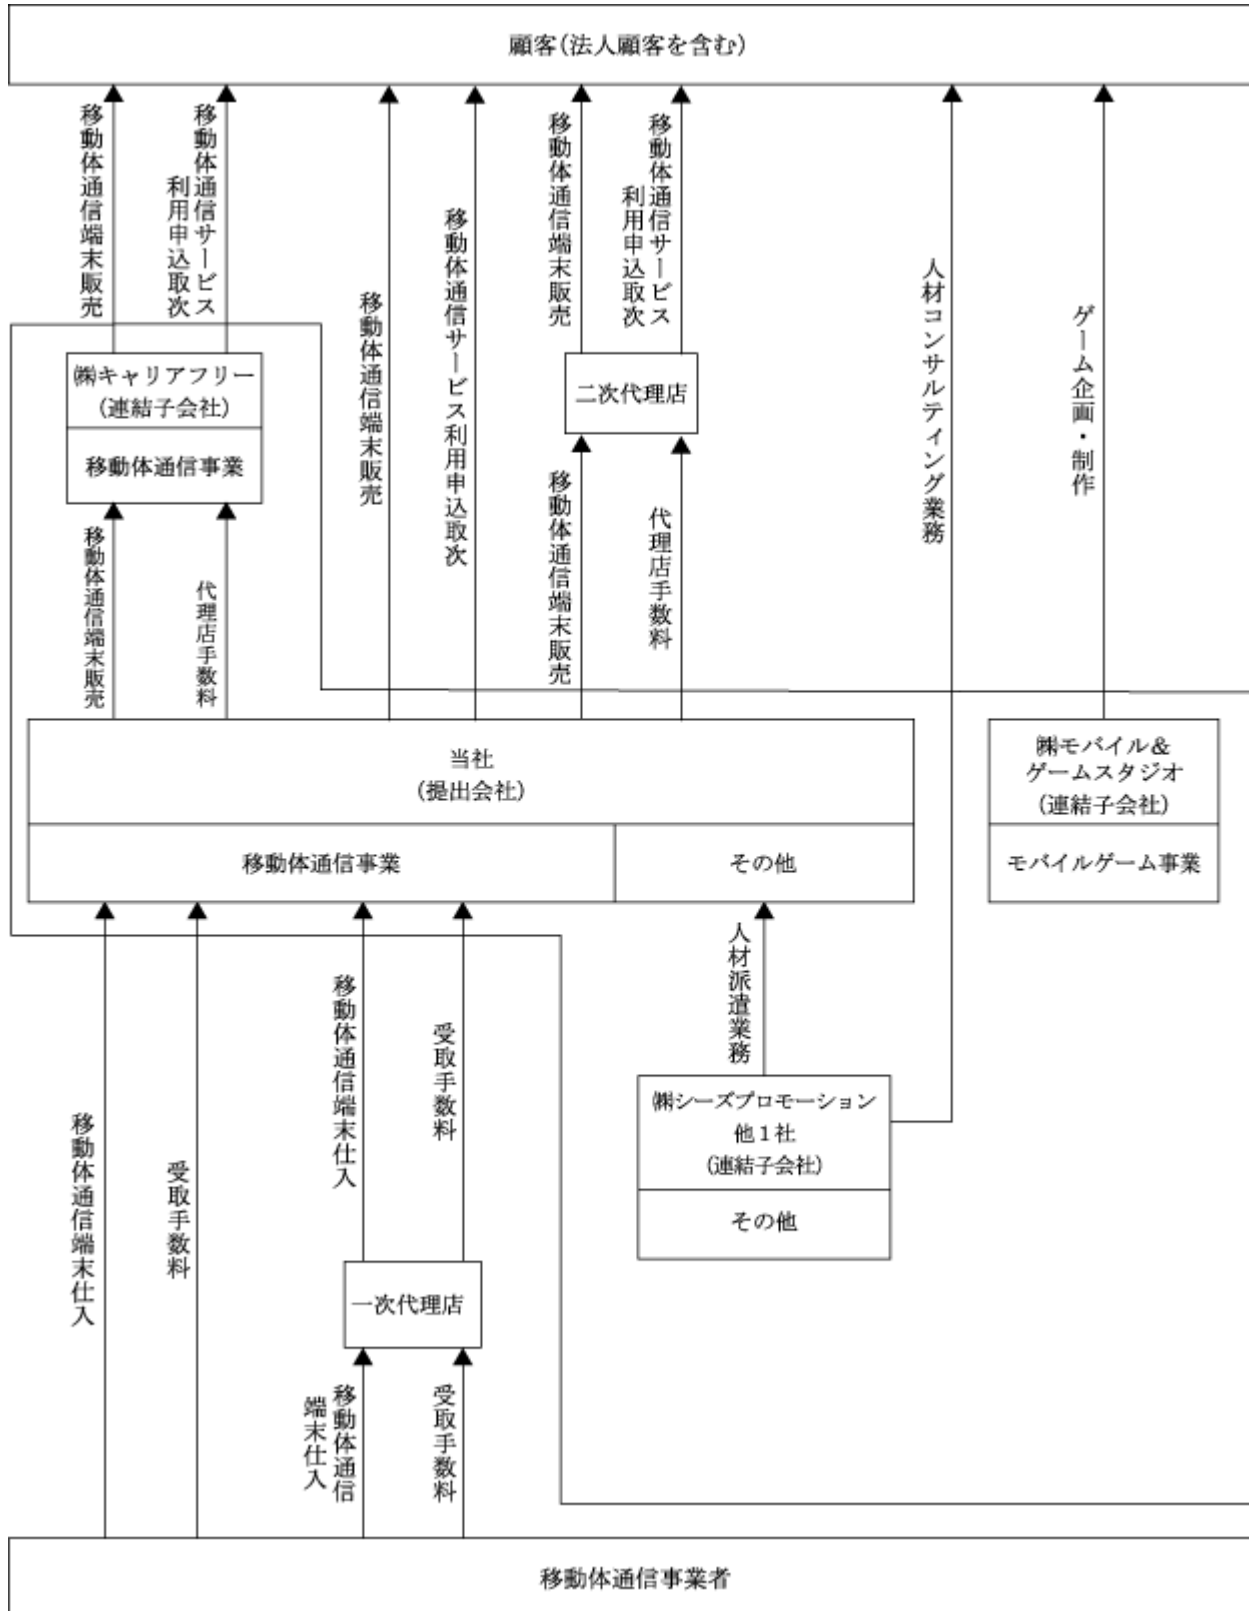 顧客(法人顧客を含む)
移動体通信端末販売
移動体通信サービス
利用申込取次
移動体通信端末販売
移動体通信サービス利用申込取次
移動体通信端末販売
移動体通信サービス
利用申込取次
人材コンサルティング業務
ゲーム企画・制作
㈱キャリアフリー
(連結子会社)
移動体通信事業
二次代理店
移動体通信端末販売
代理店手数料
移動体通信端末販売
代理店手数料
当社
(提出会社)
移動体通信事業
その他
㈱モバイル&
ゲームスタジオ
(連結子会社)
モバイルゲーム事業
移動体通信端末仕入
受取手数料
移動体通信端末仕入
受取手数料
人材派遣業務
㈱シーズプロモーション
他1社
(連結子会社)
その他
一次代理店
移動体通信
端末仕入
受取手数料
移動体通信事業者